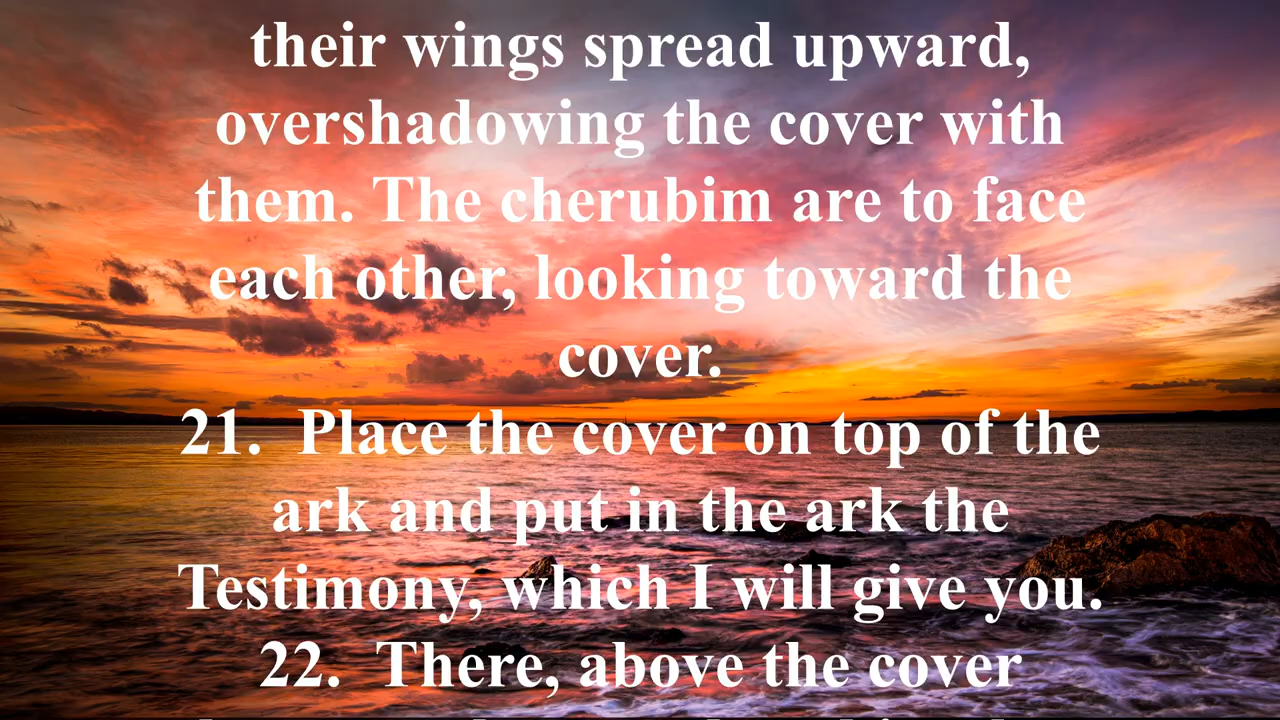 their wings spread upward,
overshadowing the cover with
them. The cherubim are to face
each other, looking toward the
cover.
21.  Place the cover on top of the
ark and put in the ark the
Testimony, which I will give you.
22.  There, above the cover